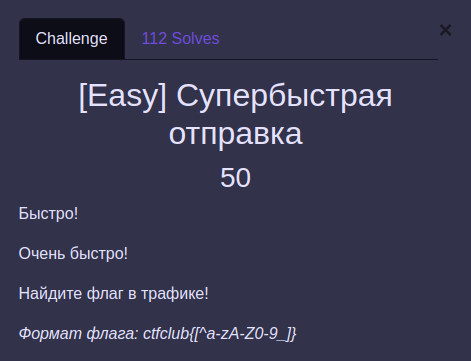 Challenge
112 Solves
×
[Easy] Супербыстрая
отправка
50
Быстро!
Очень быстро!
Найдите флаг в трафике!
Формат флага: ctfclub{[^a-zA-Z0-9_]}